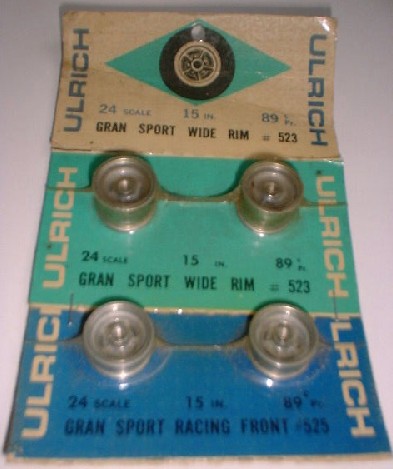 ULRICH ULRICH
24 SCALE 15 IN. 89¢ Pr.
GRAN SPORT WIDE RIM # 523
ULRICH ULRICH
24 SCALE 15 IN. 89¢ Pr.
GRAN SPORT WIDE RIM # 523
ULRICH ULRICH
24 SCALE 15 IN. 89¢ Pr.
GRAN SPORT RACING FRONT #525